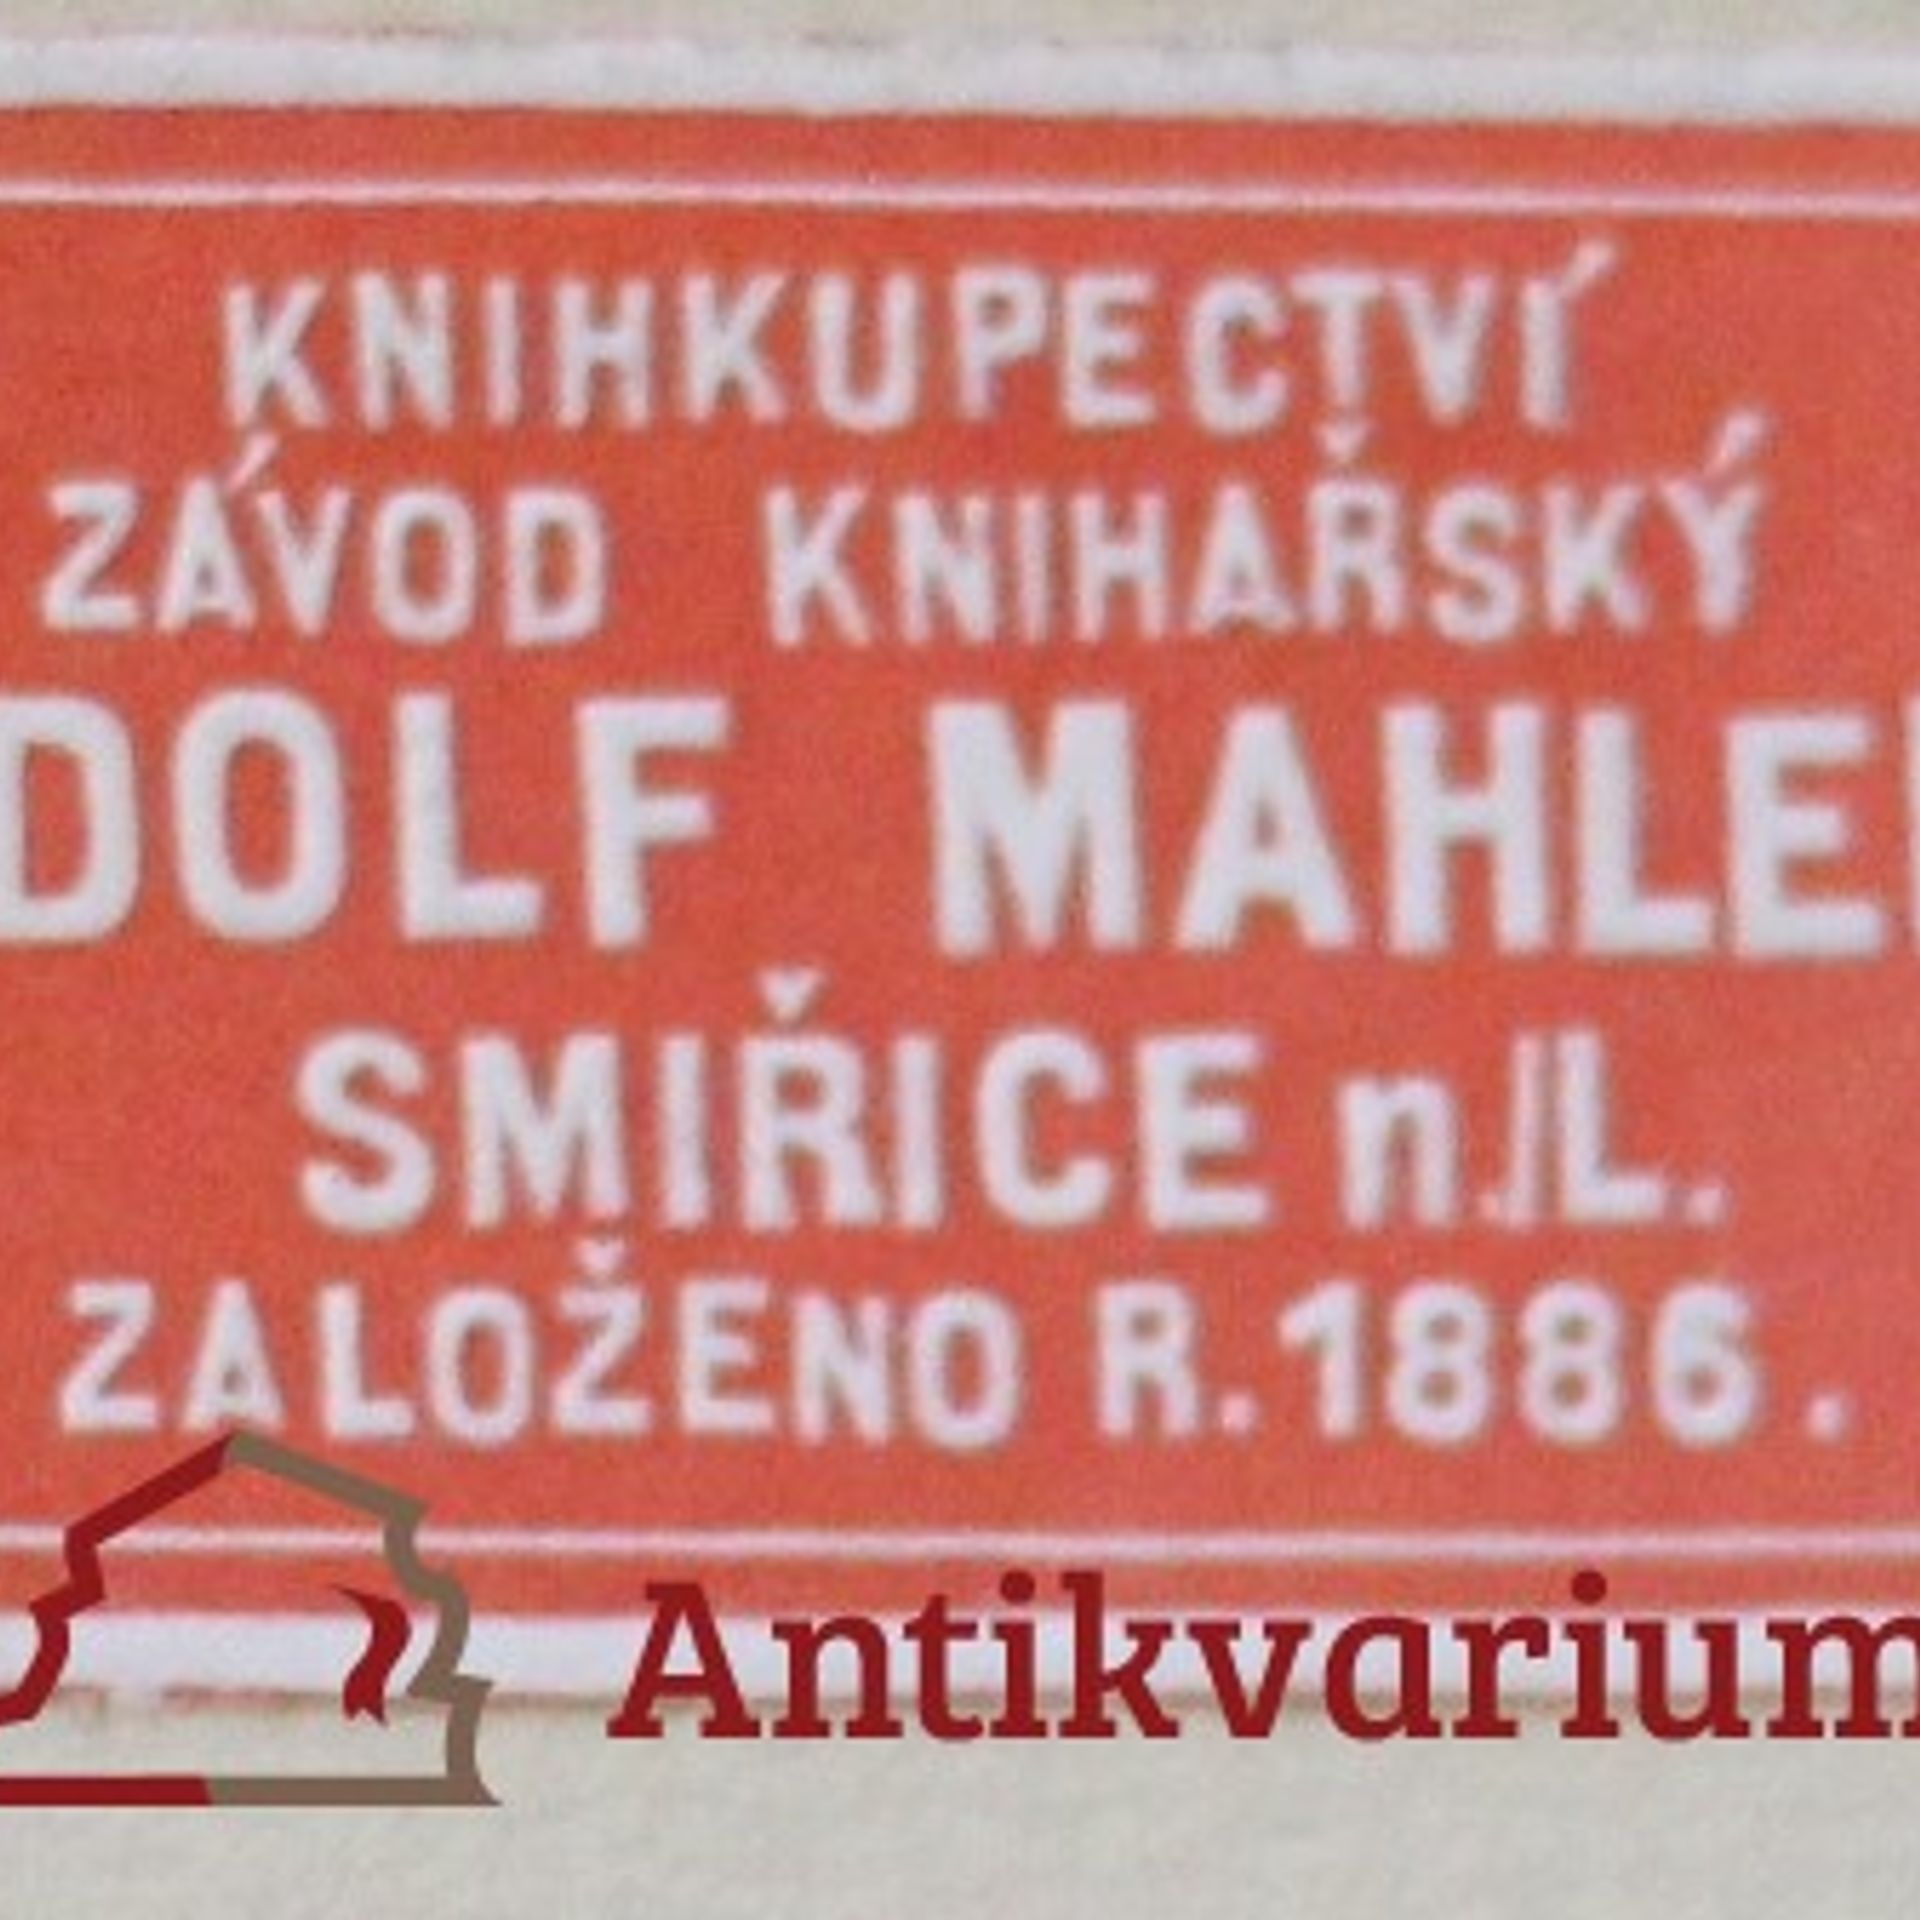 KNIHKUPECTVÍ
ZÁVOD KNIHAŘSKÝ
DOLF MAHLE
SMIŘICE n.|L.
ZALOŽENO R.1886.
Antikvarium